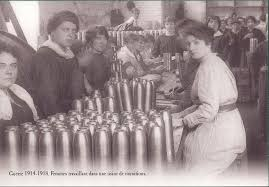 Guerre 1914-1918. Femmes travaillant dans une usine de munitions.